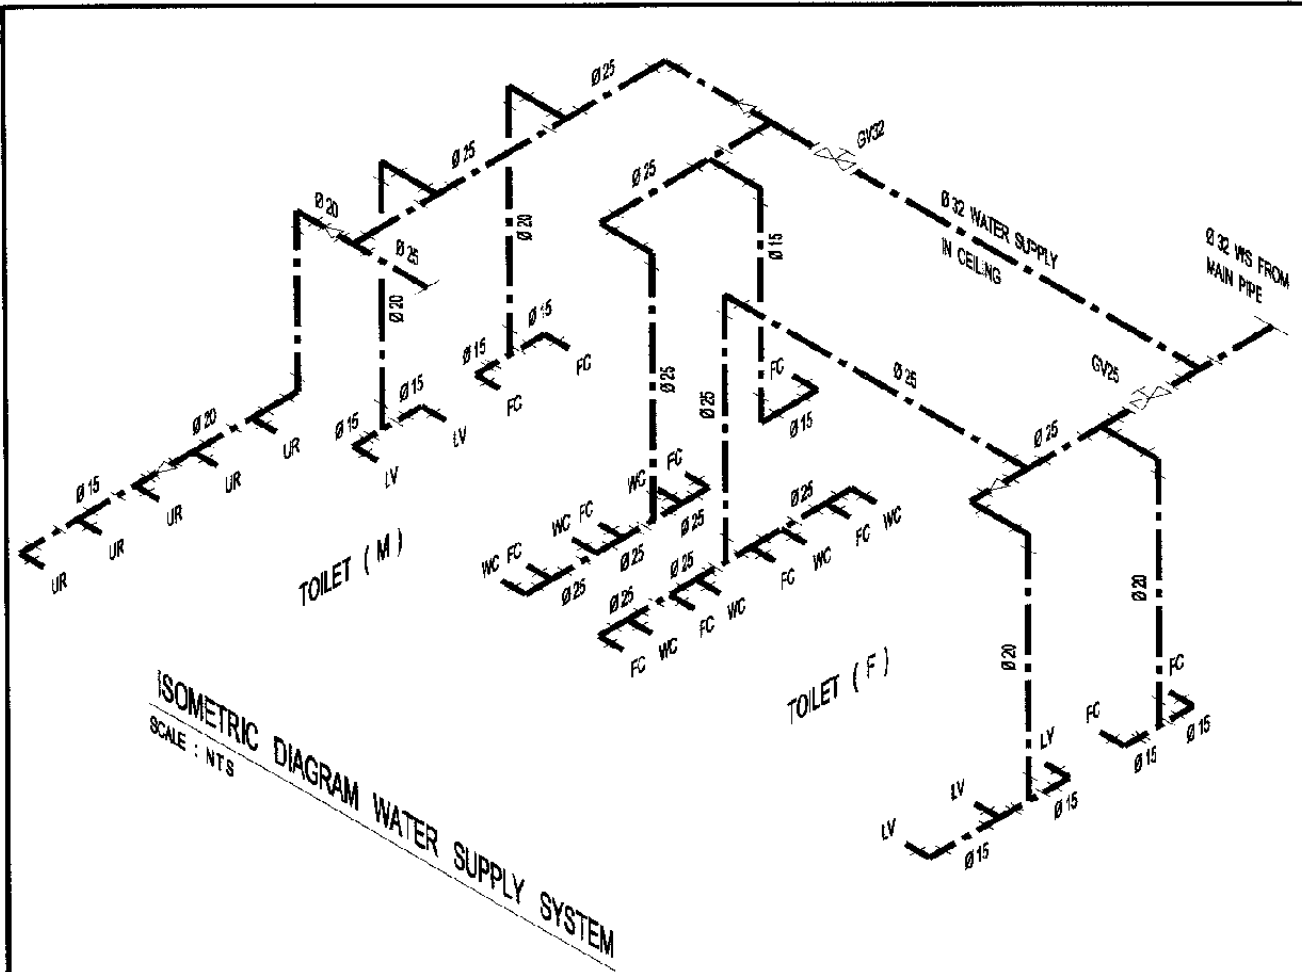 Ø 25
GV32
Ø 25
Ø 25
Ø 20
Ø 32 WATER SUPPLY
IN CEILING
Ø 32 WS FROM
MAIN PIPE
Ø 25
Ø 20
Ø 15
Ø 20
Ø 15
Ø 15
FC
FC
Ø 25
Ø 25
Ø 25
FC
Ø 15
GV25
Ø 15
Ø 15
LV
LV
Ø 20
UR
UR
UR
UR
UR
Ø 15
Ø 25
WC
FC
Ø 25
WC
FC
Ø 25
WC
FC
Ø 25
Ø 25
FC
WC
FC
WC
Ø 25
Ø 25
FC
WC
FC
WC
TOILET ( M )
TOILET ( F )
Ø 20
Ø 20
FC
FC
Ø 15
Ø 15
LV
LV
LV
Ø 15
Ø 15
ISOMETRIC DIAGRAM WATER SUPPLY SYSTEM
SCALE : NTS